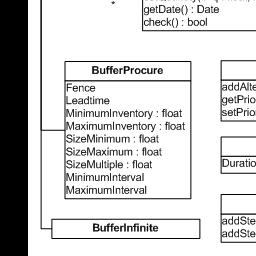 *
getDate() : Date
check() : bool
BufferProcure
Fence
Leadtime
MinimumInventory : float
MaximumInventory : float
SizeMinimum : float
SizeMaximum : float
SizeMultiple : float
MinimumInterval
MaximumInterval
BufferInfinite
addAlte
getPrio
setPrio
Duratio
addSte
addSte